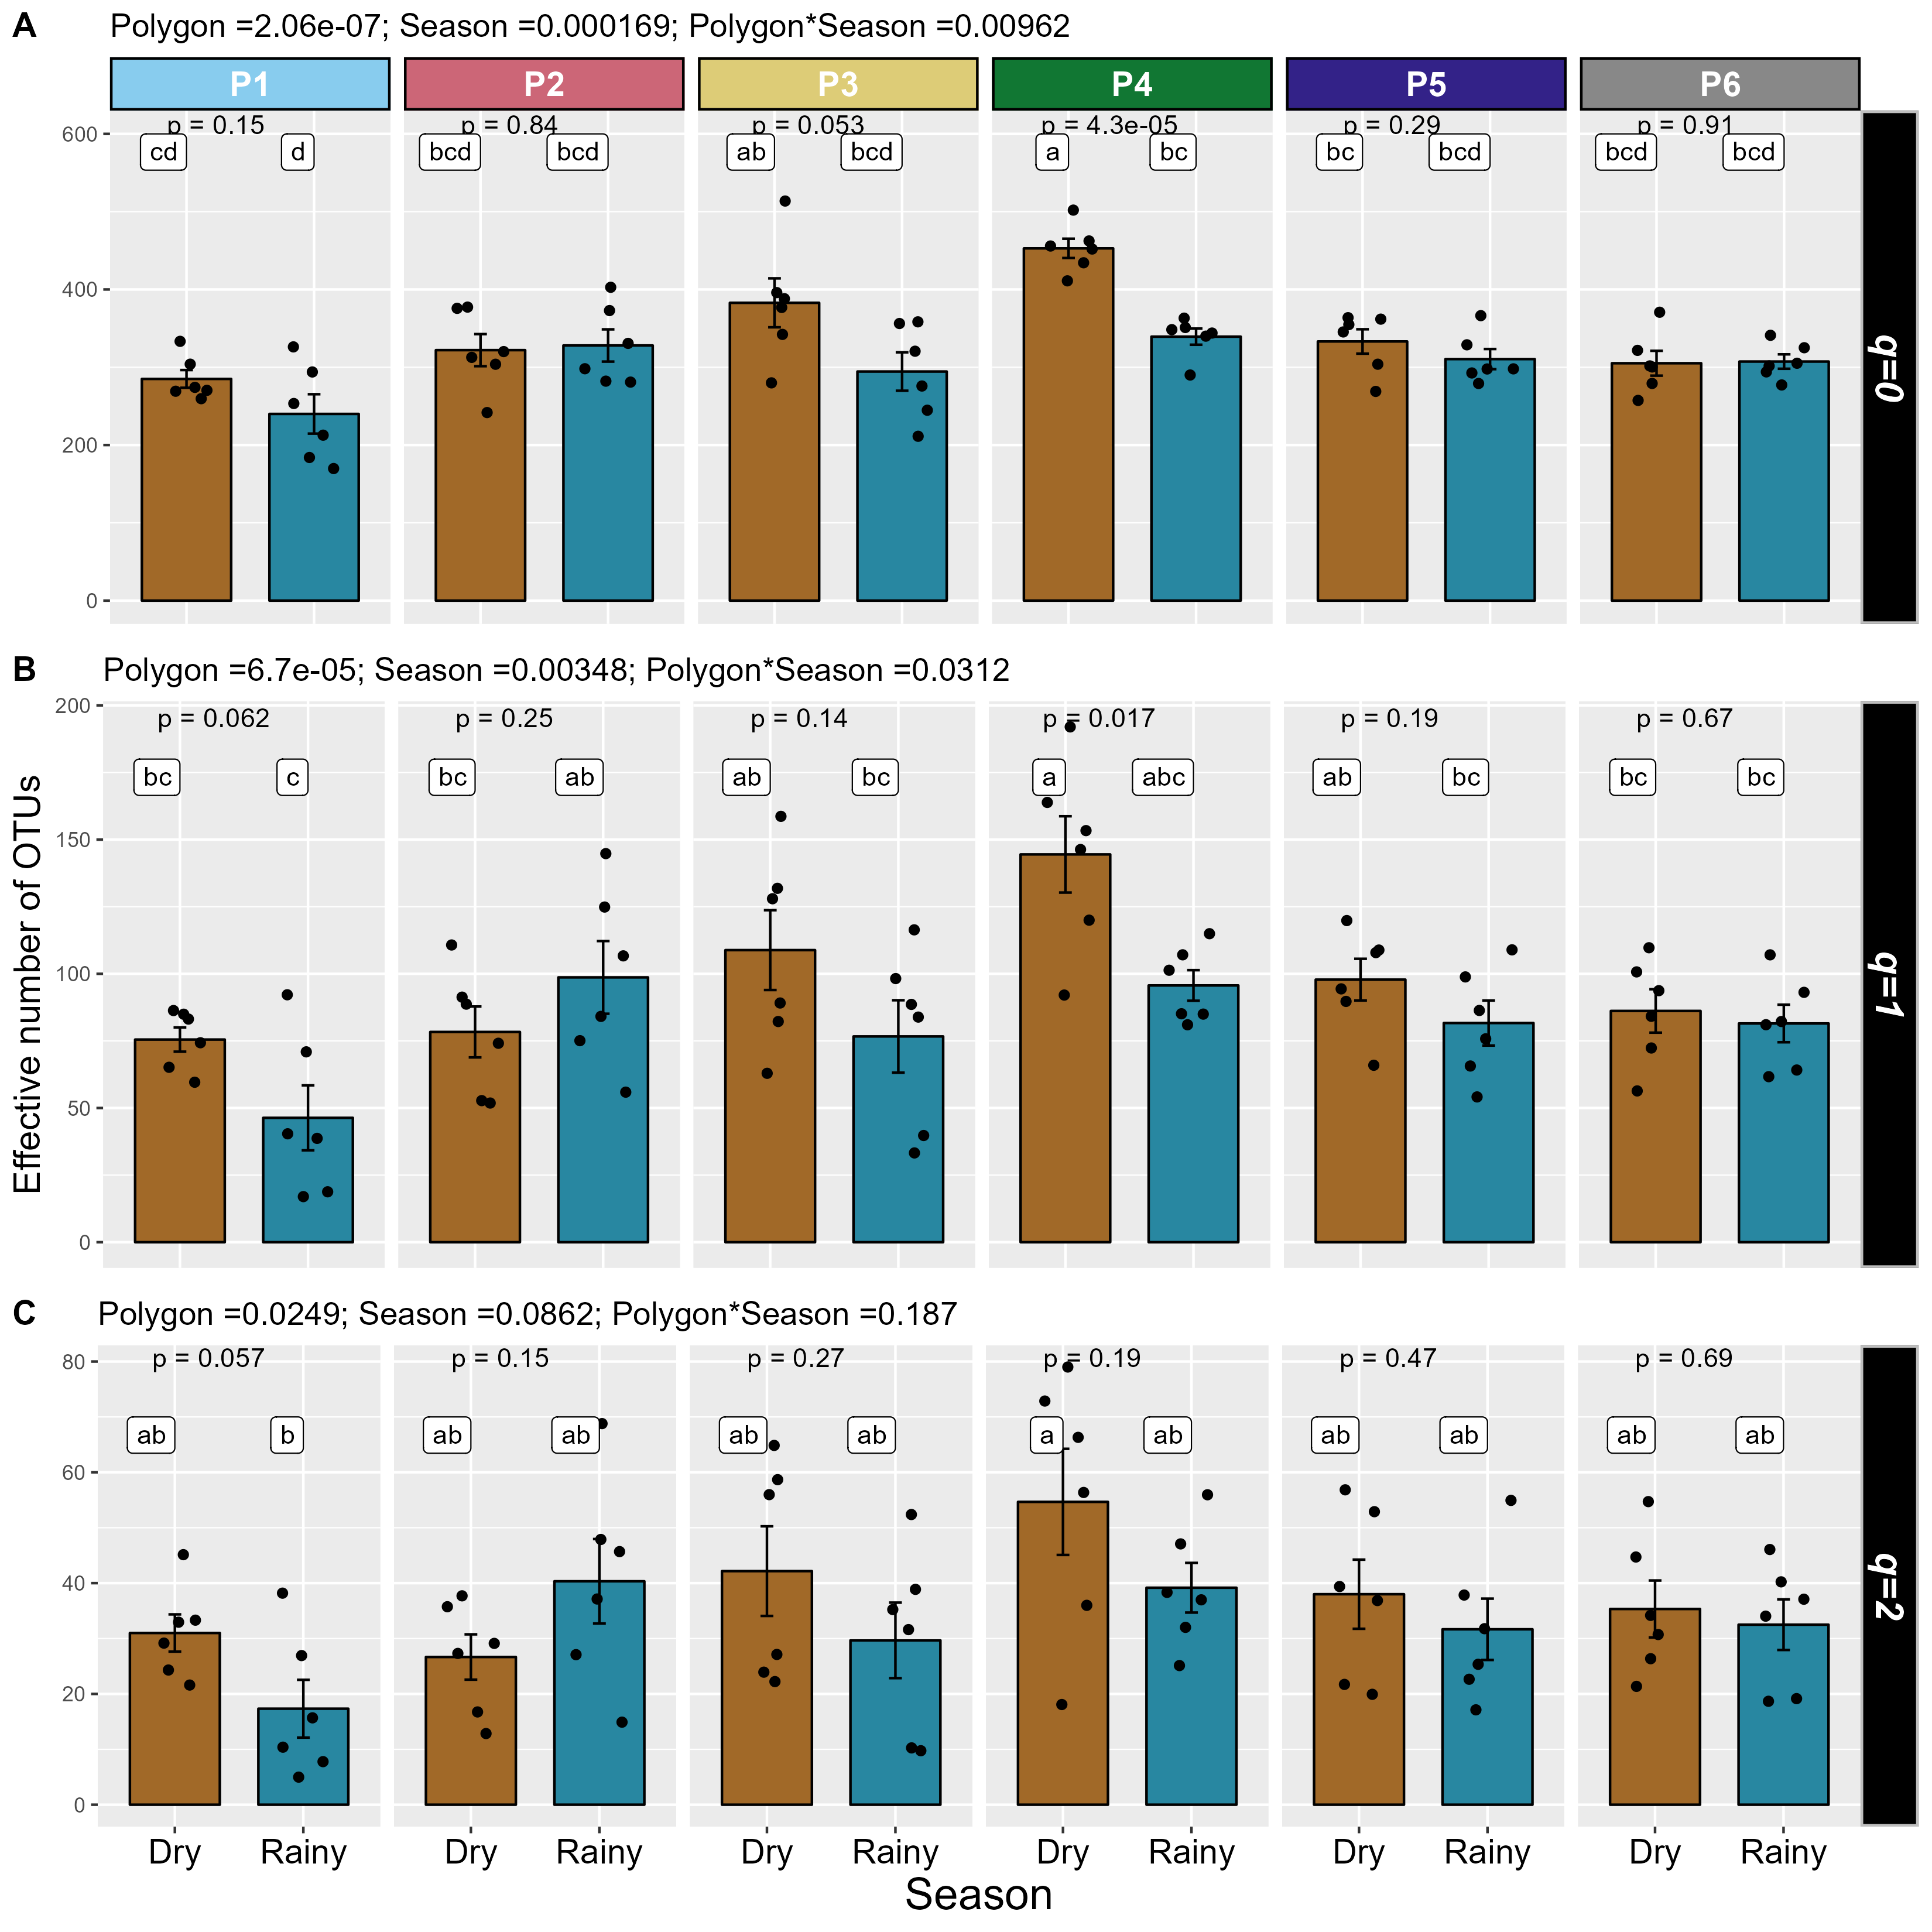 A Polygon =2.06e-07; Season =0.000169; Polygon*Season =0.00962
P1 P2 P3 P4 P5 P6
p = 0.15 p = 0.84 p = 0.053 p = 4.3e-05 p = 0.29 p = 0.91
600
cd d bcd bcd ab bcd a bc bc bcd bcd bcd
400
200
0
q=0
B Polygon =6.7e-05; Season =0.00348; Polygon*Season =0.0312
200
p = 0.062 p = 0.25 p = 0.14 p = 0.017 p = 0.19 p = 0.67
bc c bc ab ab bc a abc ab bc bc bc
150
100
50
0
q=1
Effective number of OTUs
C Polygon =0.0249; Season =0.0862; Polygon*Season =0.187
80
p = 0.057 p = 0.15 p = 0.27 p = 0.19 p = 0.47 p = 0.69
ab b ab ab ab ab a ab ab ab ab ab
60
40
20
0
q=2
Dry Rainy Dry Rainy Dry Rainy Dry Rainy Dry Rainy Dry Rainy
Season